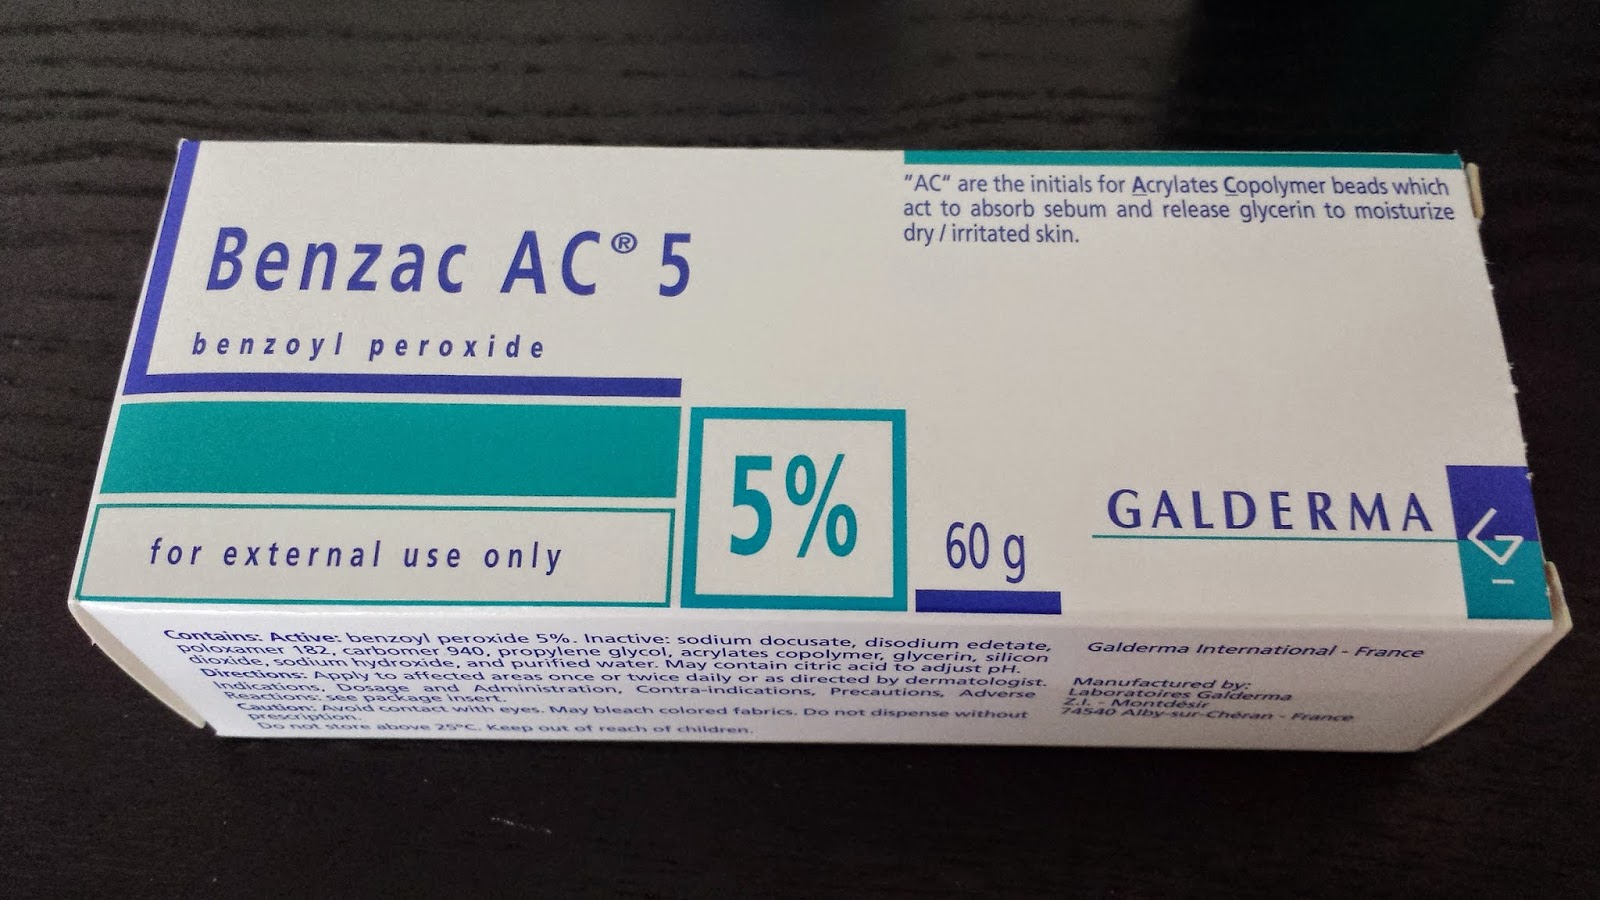 "AC" are the initials for Acrylates Copolymer beads which
act to absorb sebum and release glycerin to moisturize
dry / irritated skin.
Benzac AC® 5
benzoyl peroxide
5%
for external use only
60 g
GALDERMA
Contains: Active: benzoyl peroxide 5%. Inactive: sodium docusate, disodium edetate,
poloxamer 182, carbomer 940, propylene glycol, acrylates copolymer, glycerin, silicon
dioxide, sodium hydroxide, and purified water. May contain citric acid to adjust pH.
Directions: Apply to affected areas once or twice daily or as directed by dermatologist.
Indications, Dosage and Administration, Contra-indications, Precautions, Adverse
Reactions: see package insert.
Caution: Avoid contact with eyes. May bleach colored fabrics. Do not dispense without
prescription.
Do not store above 25°C. Keep out of reach of children.
Galderma International - France
Manufactured by:
Laboratoires Galderma
Z.I. - Montdésir
74540 Alby-sur-Chéran - France